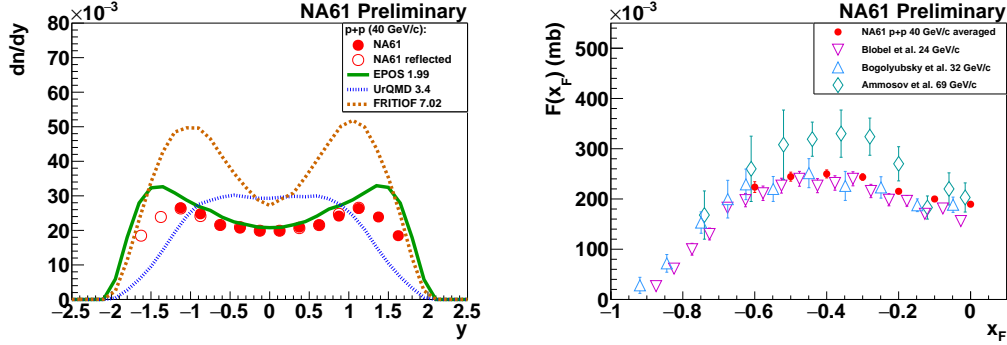 ×10⁻³ NA61 Preliminary
dn/dy
80
70
60
50
40
30
20
10
0
p+p (40 GeV/c):
NA61
NA61 reflected
EPOS 1.99
UrQMD 3.4
FRITIOF 7.02
−2.5 −2 −1.5 −1 −0.5 0 0.5 1 1.5 2 2.5
y
×10⁻³ NA61 Preliminary
F(x_F) (mb)
500
400
300
200
100
0
NA61 p+p 40 GeV/c averaged
Blobel et al. 24 GeV/c
Bogolyubsky et al. 32 GeV/c
Ammosov et al. 69 GeV/c
−1 −0.8 −0.6 −0.4 −0.2 0
x_F